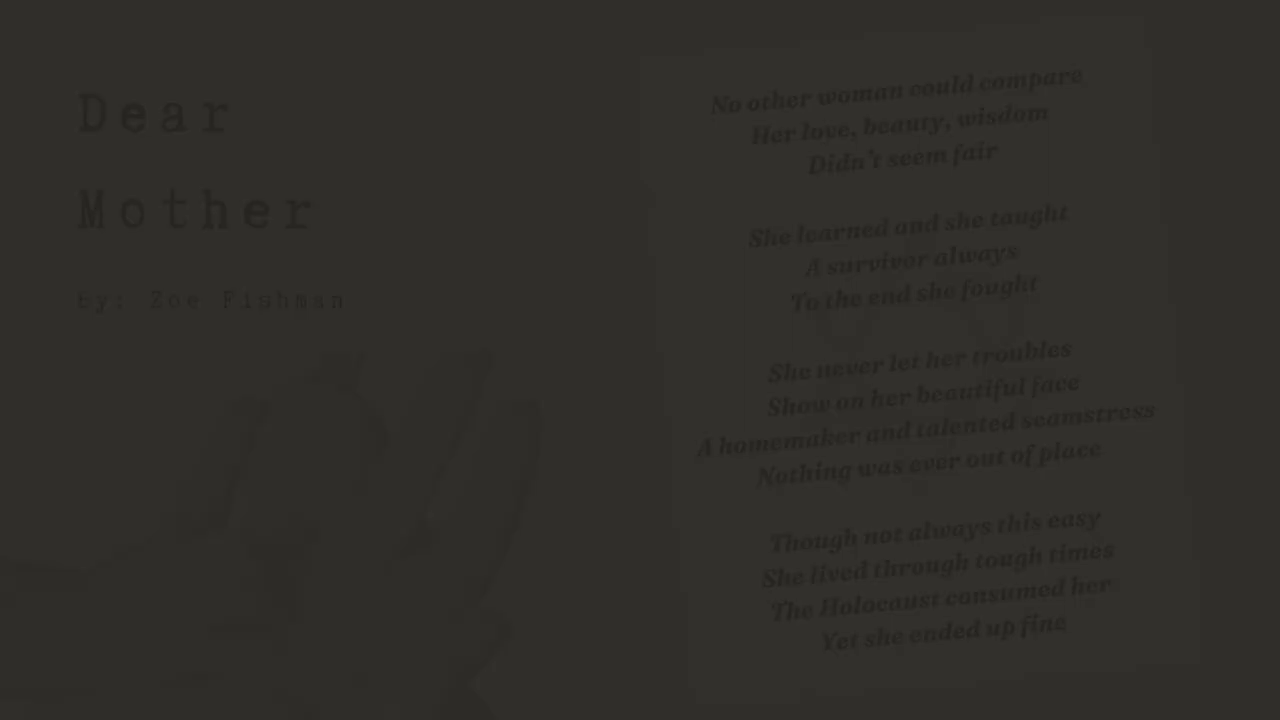 Dear
Mother
By: Zoe Fishman
No other woman could compare
Her love, beauty, wisdom
Didn't seem fair
She learned and she taught
A survivor always
To the end she fought
She never let her troubles
Show on her beautiful face
A homemaker and talented seamstress
Nothing was ever out of place
Though not always this easy
She lived through tough times
The Holocaust consumed her
Yet she ended up fine